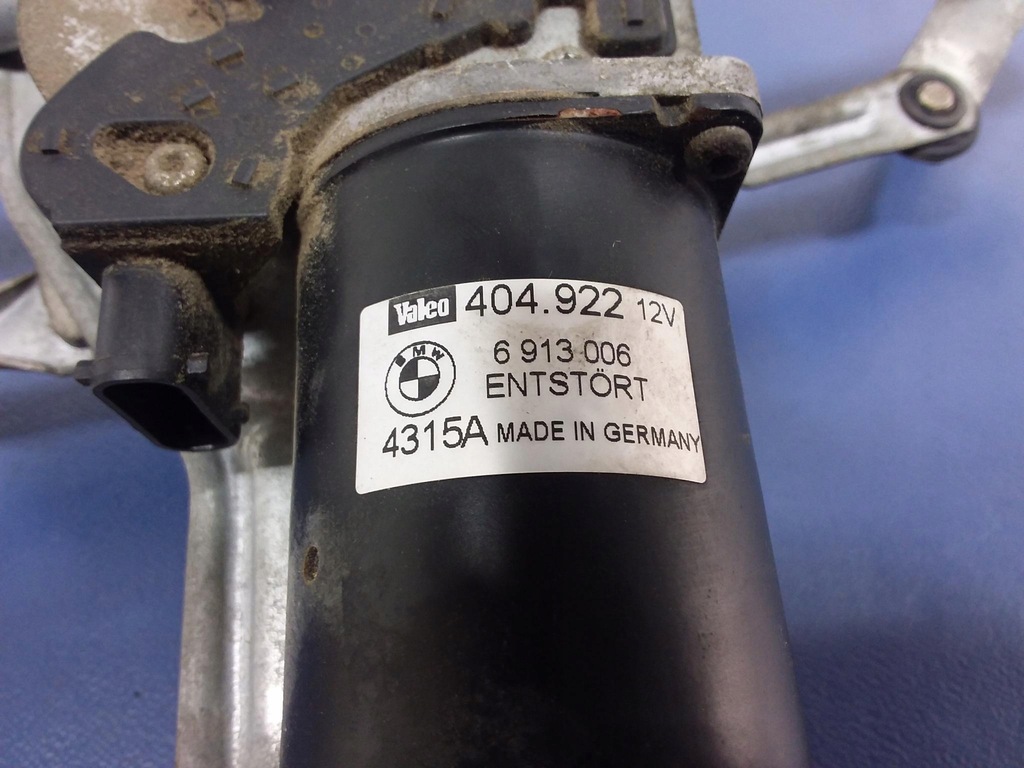 Valeo 404.922 12V
BMW 6 913 006
ENTSTÖRT
4315A MADE IN GERMANY